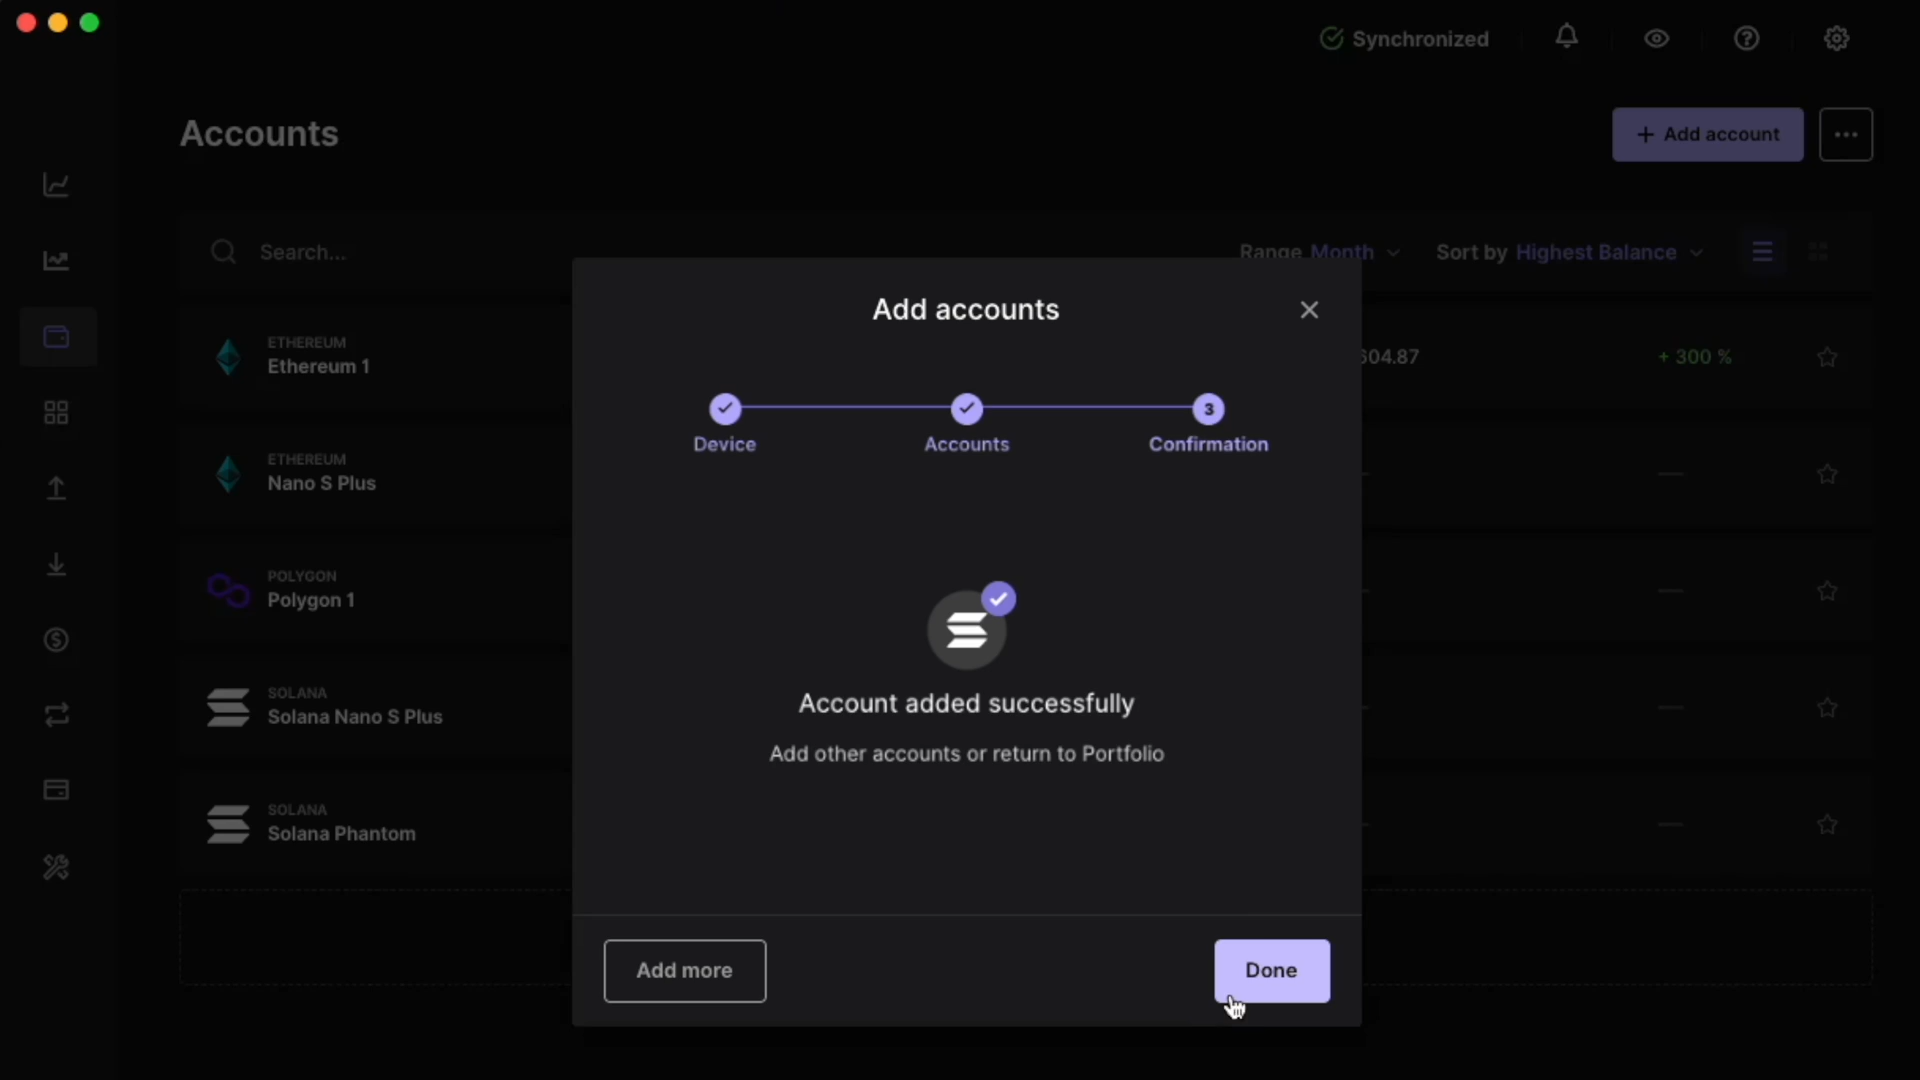 Synchronized
Accounts
+ Add account
Search...
Range Month
Sort by Highest Balance
Add accounts
ETHEREUM
Ethereum 1
+ 300 %
3
Device
Accounts
Confirmation
ETHEREUM
Nano S Plus
POLYGON
Polygon 1
SOLANA
Solana Nano S Plus
Account added successfully
Add other accounts or return to Portfolio
SOLANA
Solana Phantom
Add more
Done